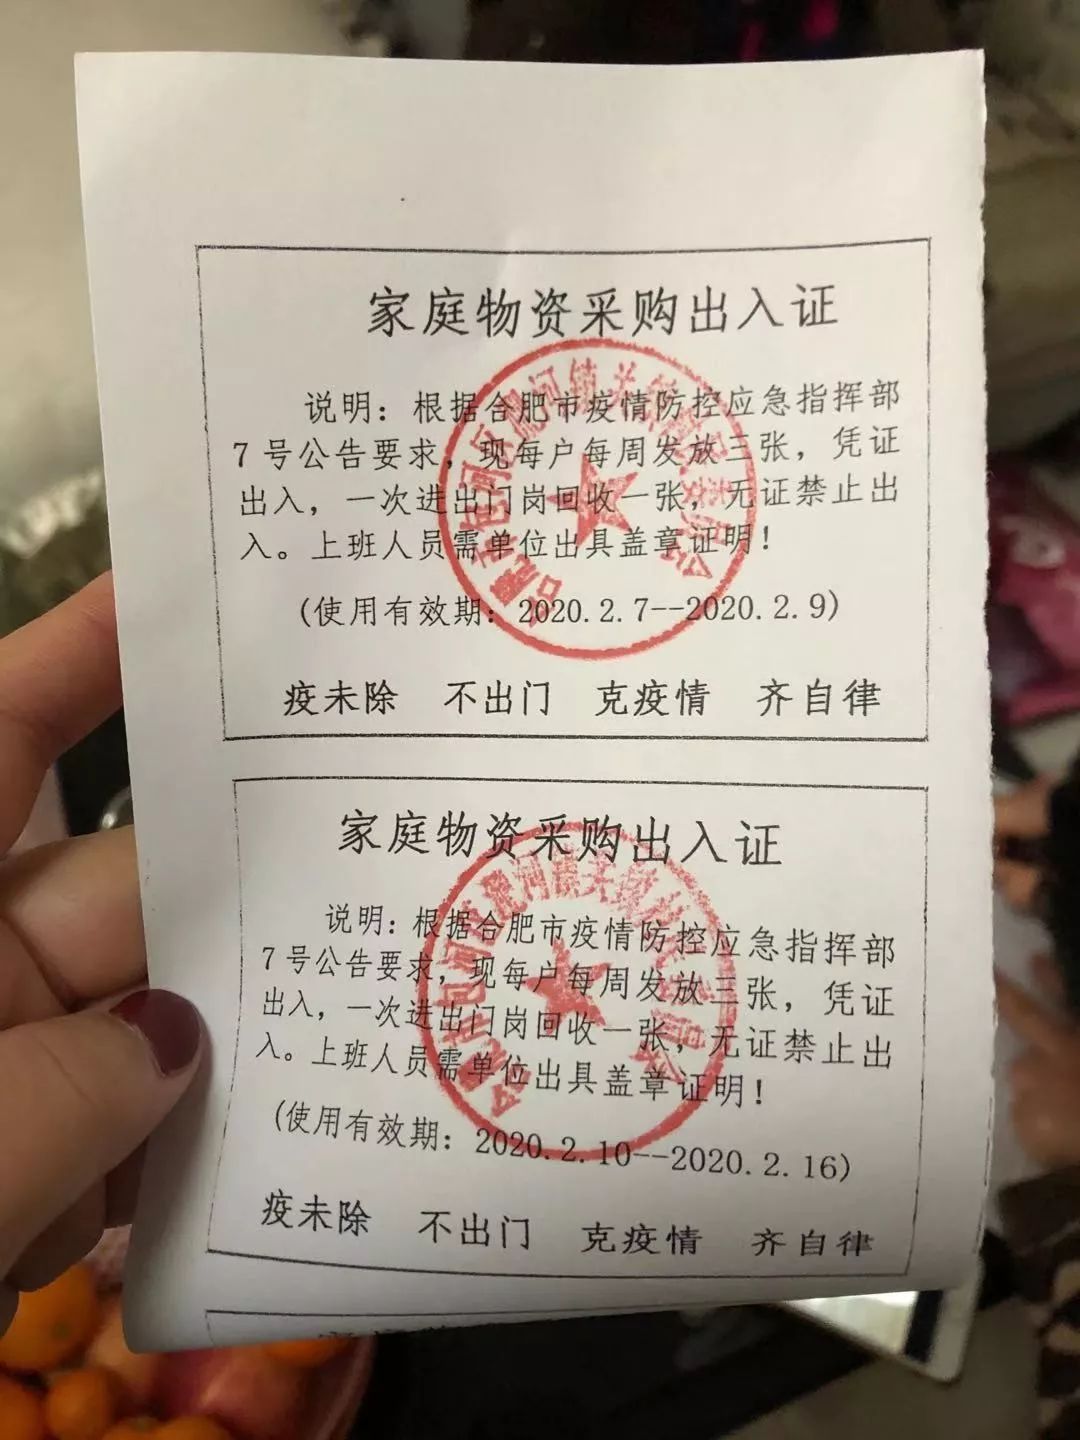 家庭物资采购出入证
说明：根据合肥市疫情防控应急指挥部
7号公告要求，现每户每周发放三张，凭证
出入，一次进出门岗回收一张，无证禁止出
入。上班人员需单位出具盖章证明！
(使用有效期：2020.2.7--2020.2.9)
疫未除 不出门 克疫情 齐自律
家庭物资采购出入证
说明：根据合肥市疫情防控应急指挥部
7号公告要求，现每户每周发放三张，凭证
出入，一次进出门岗回收一张，无证禁止出
入。上班人员需单位出具盖章证明！
(使用有效期：2020.2.10--2020.2.16)
疫未除 不出门 克疫情 齐自律